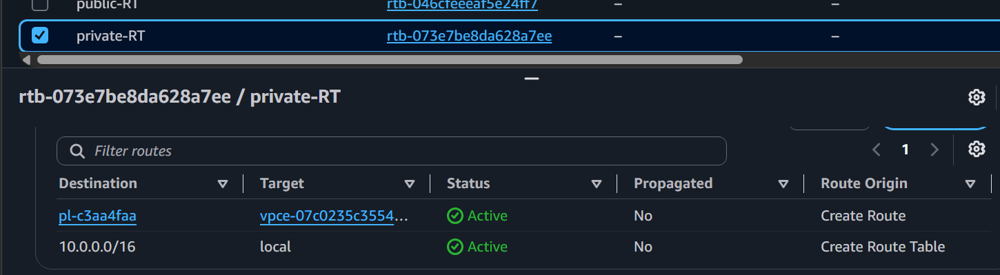 public-RT rtb-046cfeeeaf5e24ff7 – –
private-RT rtb-073e7be8da628a7ee – –
rtb-073e7be8da628a7ee / private-RT
Filter routes 1
Destination Target Status Propagated Route Origin
pl-c3aa4faa vpce-07c0235c3554... Active No Create Route
10.0.0.0/16 local Active No Create Route Table